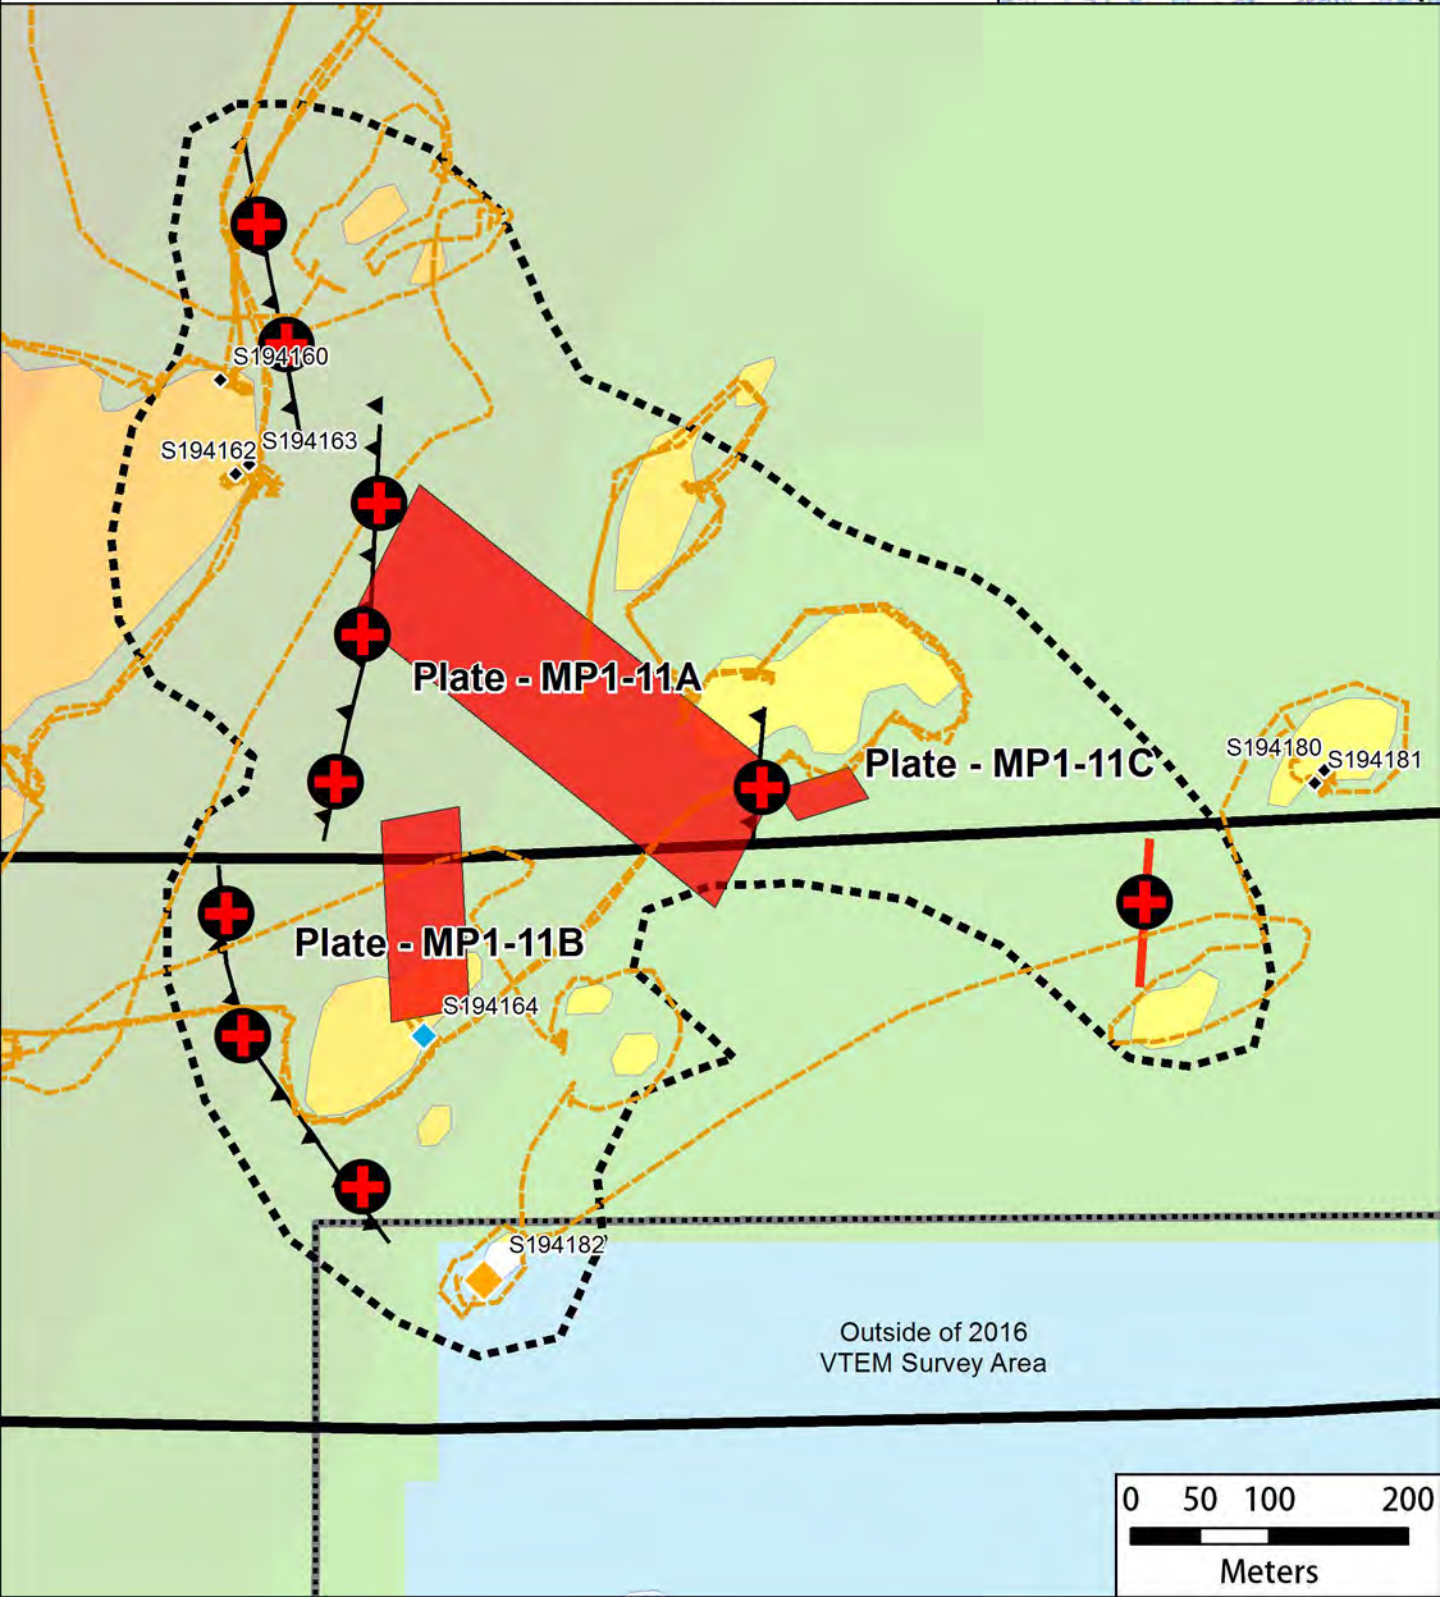 S194160
S194162
S194163
Plate - MP1-11A
Plate - MP1-11C
S194180
S194181
Plate - MP1-11B
S194164
S194182
Outside of 2016
VTEM Survey Area
0 50 100 200
Meters